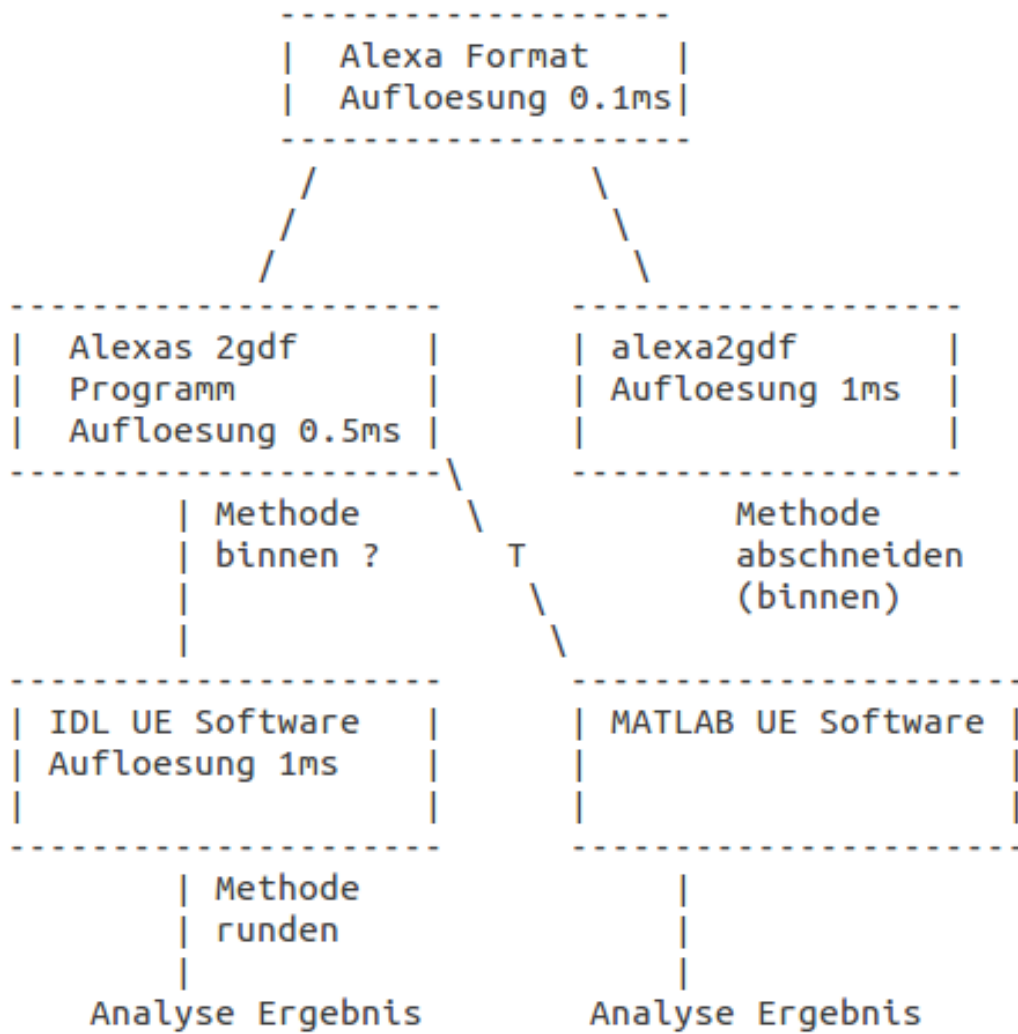 Alexa Format
Aufloesung 0.1ms
Alexas 2gdf
Programm
Aufloesung 0.5ms
alexa2gdf
Aufloesung 1ms
Methode
binnen ?
T
Methode
abschneiden
(binnen)
IDL UE Software
Aufloesung 1ms
MATLAB UE Software
Methode
runden
Analyse Ergebnis
Analyse Ergebnis